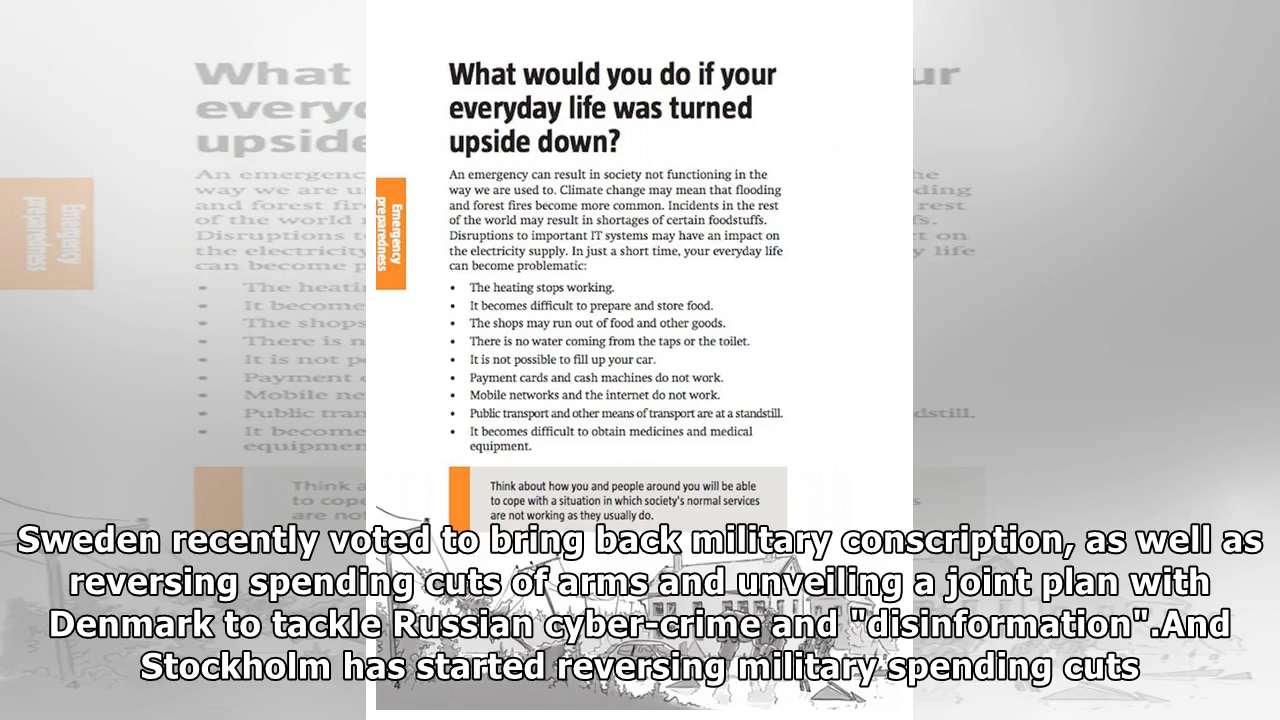 What would you do if your
everyday life was turned
upside down?
Emergency
preparedness
An emergency can result in society not functioning in the
way we are used to. Climate change may mean that flooding
and forest fires become more common. Incidents in the rest
of the world may result in shortages of certain foodstuffs.
Disruptions to important IT systems may have an impact on
the electricity supply. In just a short time, your everyday life
can become problematic:
• The heating stops working.
• It becomes difficult to prepare and store food.
• The shops may run out of food and other goods.
• There is no water coming from the taps or the toilet.
• It is not possible to fill up your car.
• Payment cards and cash machines do not work.
• Mobile networks and the internet do not work.
• Public transport and other means of transport are at a standstill.
• It becomes difficult to obtain medicines and medical
equipment.
Think about how you and people around you will be able
to cope with a situation in which society's normal services
are not working as they usually do.
Sweden recently voted to bring back military conscription, as well as
reversing spending cuts of arms and unveiling a joint plan with
Denmark to tackle Russian cyber-crime and "disinformation".And
Stockholm has started reversing military spending cuts